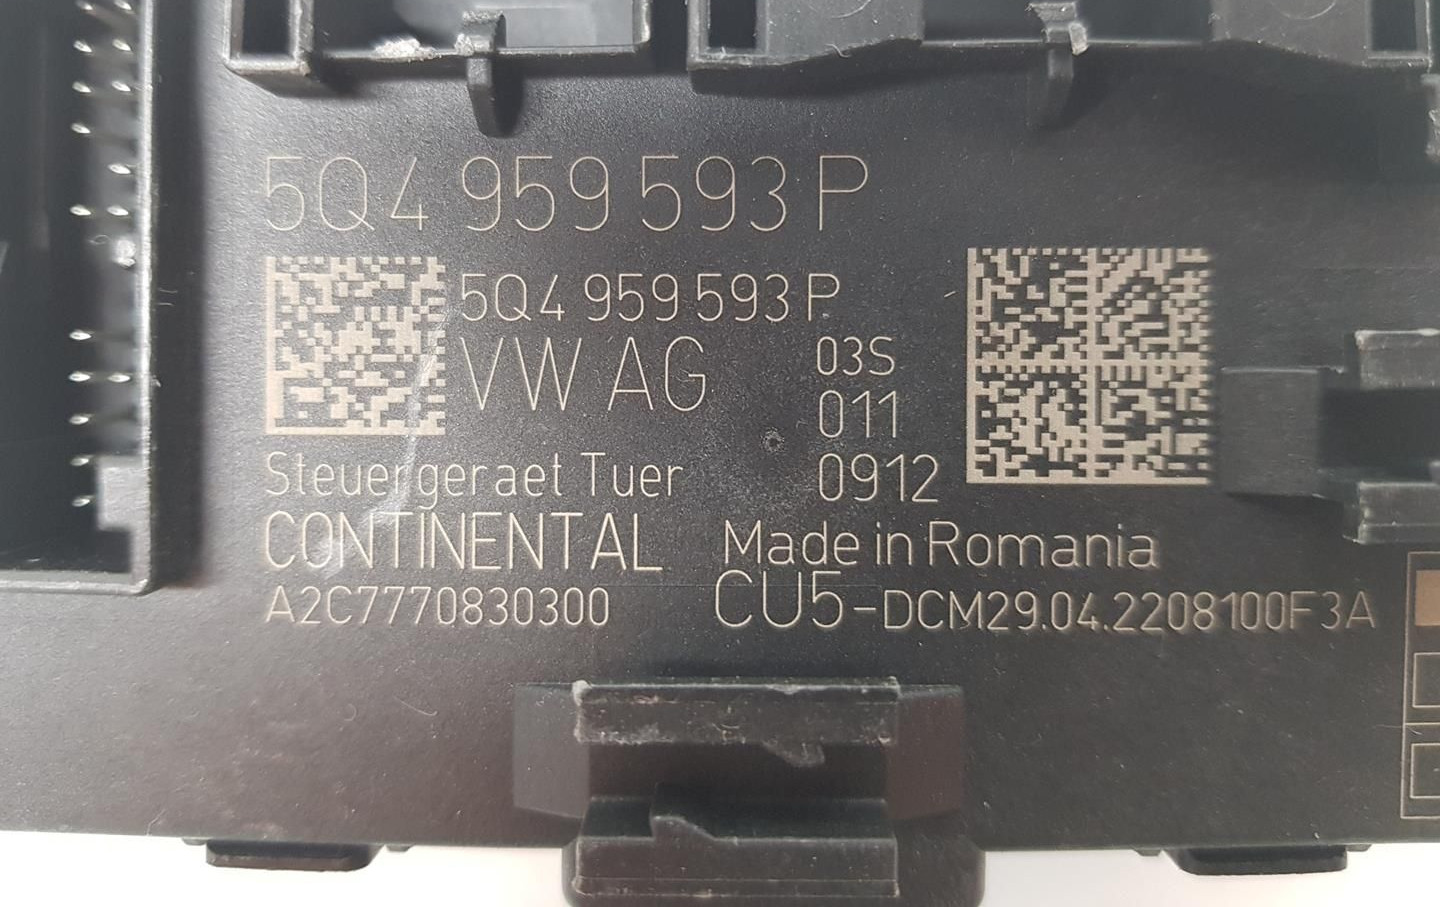 5Q4 959 593 P
5Q4 959 593 P
VW AG
03S
011
0912
Steuergeraet Tuer
CONTINENTAL
Made in Romania
A2C7770830300
CU5-DCM29.04.2208100F3A